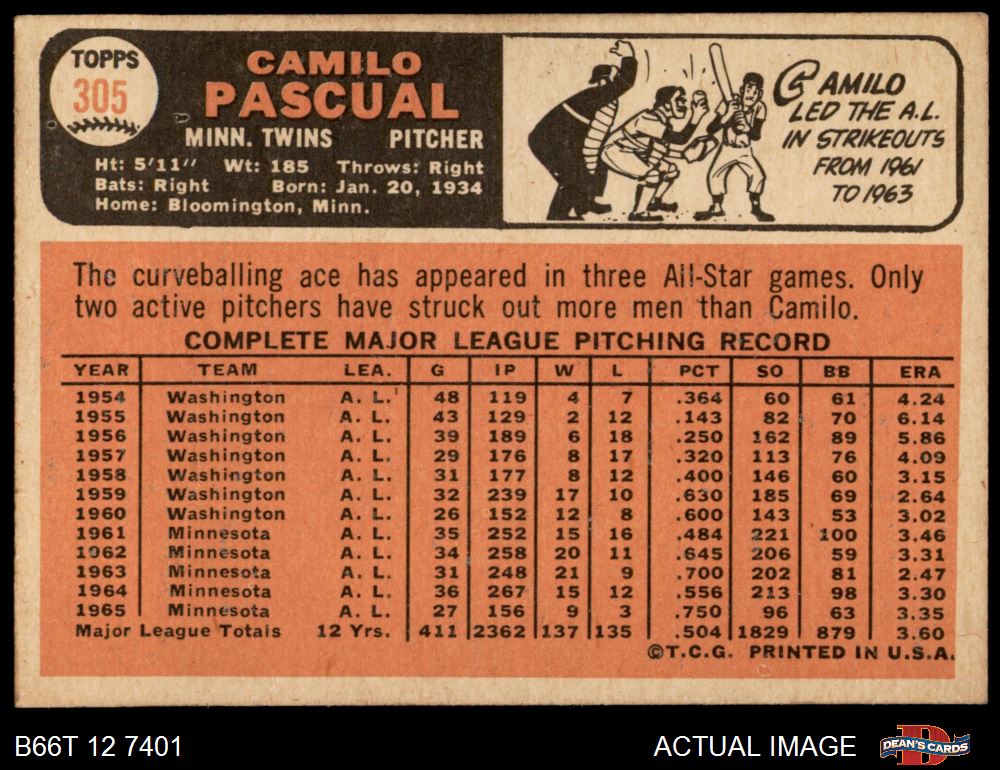 TOPPS
305
CAMILO
PASCUAL
MINN. TWINS PITCHER
Ht: 5'11" Wt: 185 Throws: Right
Bats: Right Born: Jan. 20, 1934
Home: Bloomington, Minn.
CAMILO
LED THE A.L.
IN STRIKEOUTS
FROM 1961
TO 1963
The curveballing ace has appeared in three All-Star games. Only
two active pitchers have struck out more men than Camilo.
COMPLETE MAJOR LEAGUE PITCHING RECORD
YEAR TEAM LEA. G IP W L PCT SO BB ERA
1954 Washington A. L. 48 119 4 7 .364 60 61 4.24
1955 Washington A. L. 43 129 2 12 .143 82 70 6.14
1956 Washington A. L. 39 189 6 18 .250 162 89 5.86
1957 Washington A. L. 29 176 8 17 .320 113 76 4.09
1958 Washington A. L. 31 177 8 12 .400 146 60 3.15
1959 Washington A. L. 32 239 17 10 .630 185 69 2.64
1960 Washington A. L. 26 152 12 8 .600 143 53 3.02
1961 Minnesota A. L. 35 252 15 16 .484 221 100 3.46
1962 Minnesota A. L. 34 258 20 11 .645 206 59 3.31
1963 Minnesota A. L. 31 248 21 9 .700 202 81 2.47
1964 Minnesota A. L. 36 267 15 12 .556 213 98 3.30
1965 Minnesota A. L. 27 156 9 3 .750 96 63 3.35
Major League Totals 12 Yrs. 411 2362 137 135 .504 1829 879 3.60
©T.C.G. PRINTED IN U.S.A.
B66T 12 7401
ACTUAL IMAGE
D
DEAN'S CARDS